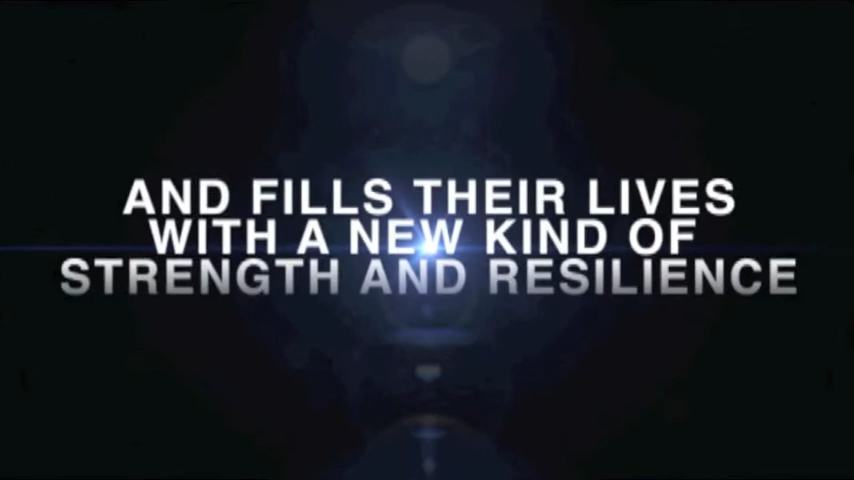 AND FILLS THEIR LIVES
WITH A NEW KIND OF
STRENGTH AND RESILIENCE